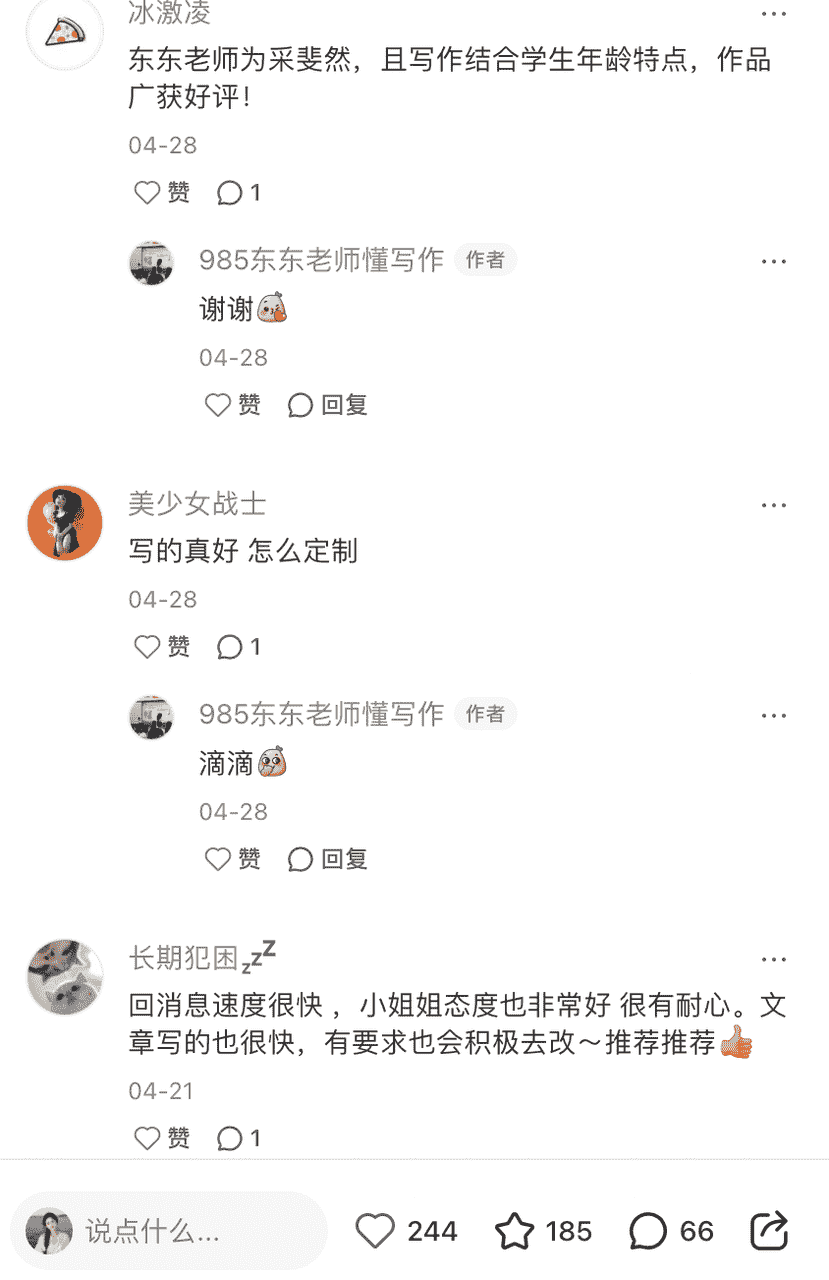 冰激凌
东东老师为采斐然，且写作结合学生年龄特点，作品
广获好评！
04-28
赞 1
985东东老师懂写作 作者
谢谢
04-28
赞 回复
美少女战士
写的真好 怎么定制
04-28
赞 1
985东东老师懂写作 作者
滴滴
04-28
赞 回复
长期犯困zzZ
回消息速度很快 ，小姐姐态度也非常好 很有耐心。文
章写的也很快，有要求也会积极去改～推荐推荐👍
04-21
赞 1
说点什么... 244 185 66